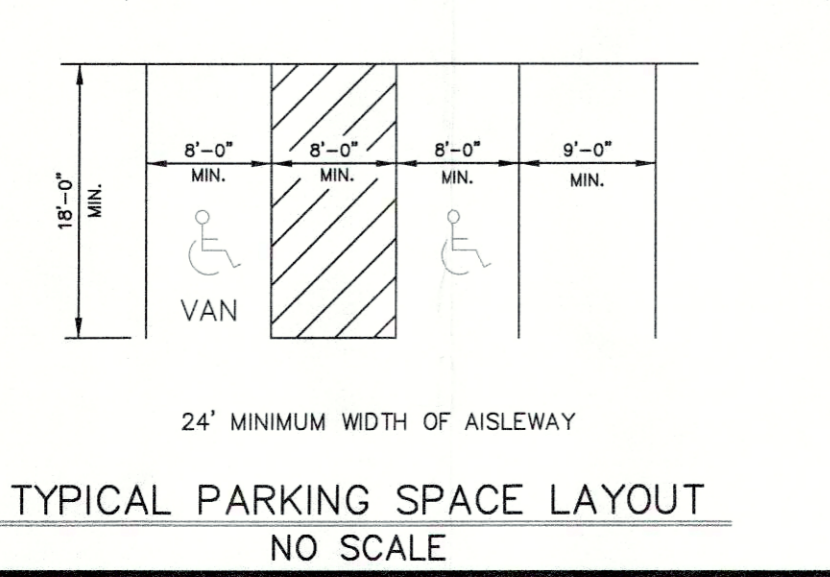 8'-0" 8'-0" 8'-0" 9'-0"
MIN. MIN. MIN. MIN.
18'-0"
MIN.
VAN
24' MINIMUM WIDTH OF AISLEWAY
TYPICAL PARKING SPACE LAYOUT
NO SCALE